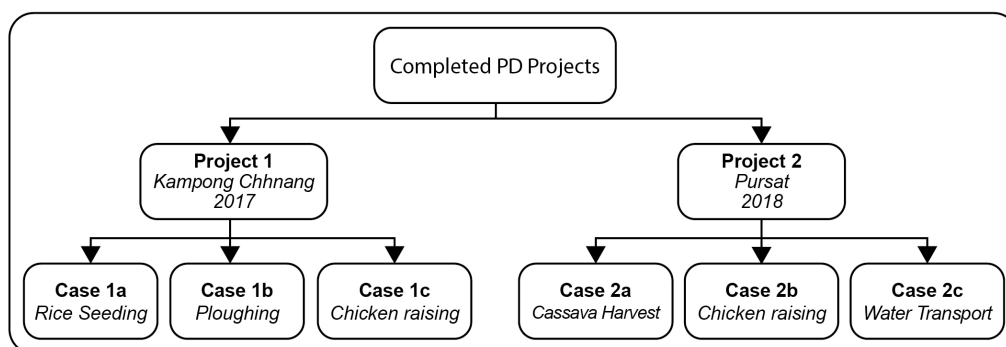 Completed PD Projects
Project 1
Kampong Chhnang
2017
Project 2
Pursat
2018
Case 1a
Rice Seeding
Case 1b
Ploughing
Case 1c
Chicken raising
Case 2a
Cassava Harvest
Case 2b
Chicken raising
Case 2c
Water Transport